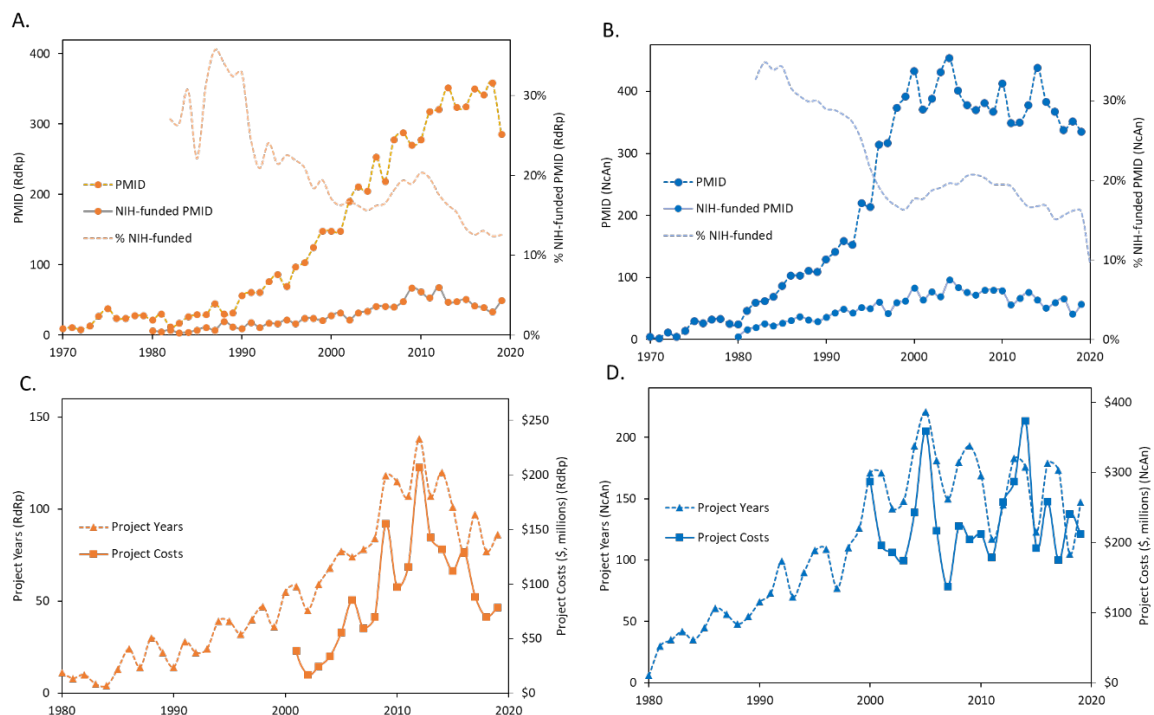 A.
400
300
200
100
0
PMID (RdRp)
PMID
NIH-funded PMID
% NIH-funded
30%
20%
10%
0%
% NIH-funded PMID (RdRp)
1970 1980 1990 2000 2010 2020
B.
400
300
200
100
0
PMID (NcAn)
PMID
NIH-funded PMID
% NIH-funded
30%
20%
10%
0%
% NIH-funded PMID (NcAn)
1970 1980 1990 2000 2010 2020
C.
150
100
50
0
Project Years (RdRp)
Project Years
Project Costs
$250
$200
$150
$100
$50
$0
Project Costs ($, millions) (RdRp)
1980 1990 2000 2010 2020
D.
200
150
100
50
0
Project Years (NcAn)
Project Years
Project Costs
$400
$300
$200
$100
$0
Project Costs ($, millions) (NcAn)
1980 1990 2000 2010 2020